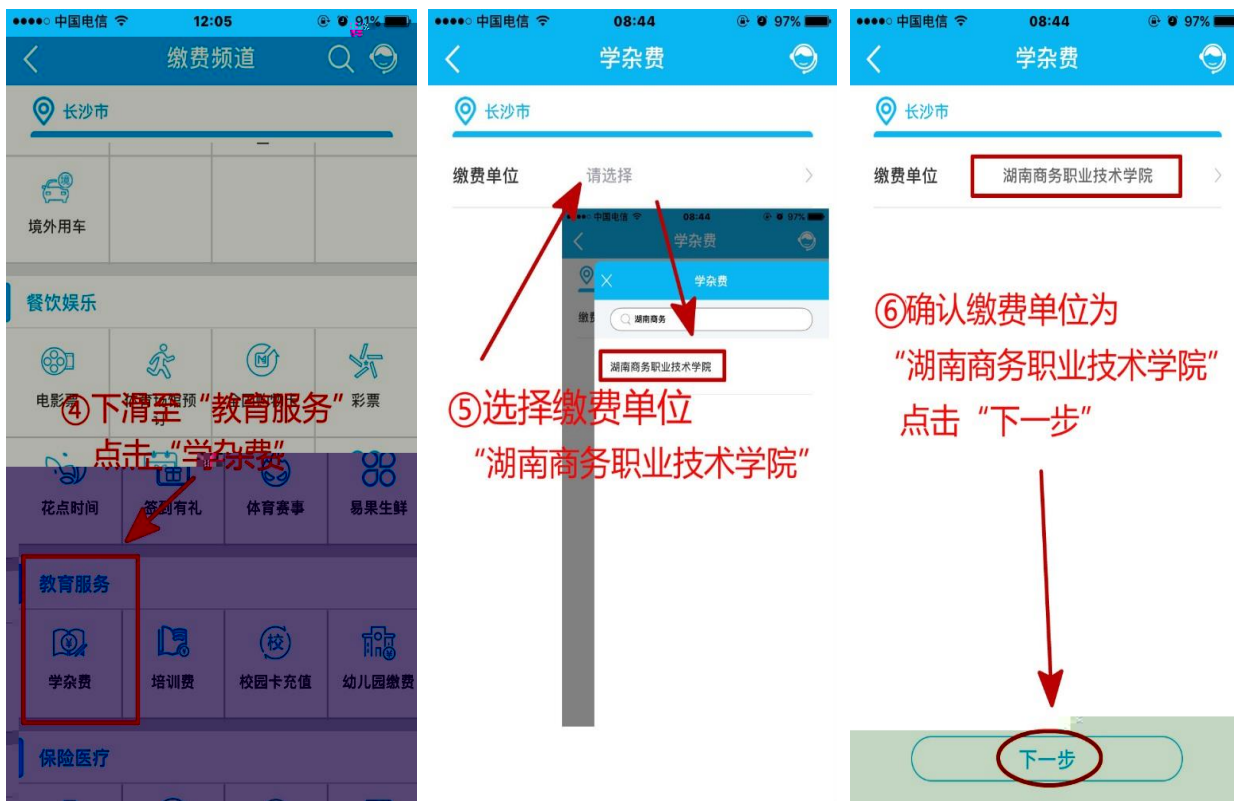 中国电信 12:05 91%
缴费频道
长沙市
境外用车
餐饮娱乐
电影票 彩票
④下滑至“教育服务”
点击“学杂费”
花点时间 签到有礼 体育赛事 易果生鲜
教育服务
学杂费 培训费 校园卡充值 幼儿园缴费
保险医疗
中国电信 08:44 97%
学杂费
长沙市
缴费单位 请选择
中国电信 08:44 97%
学杂费
学杂费
缴费
湖南商务
湖南商务职业技术学院
⑤选择缴费单位
“湖南商务职业技术学院”
中国电信 08:44 97%
学杂费
长沙市
缴费单位 湖南商务职业技术学院
⑥确认缴费单位为
“湖南商务职业技术学院”
点击“下一步”
下一步